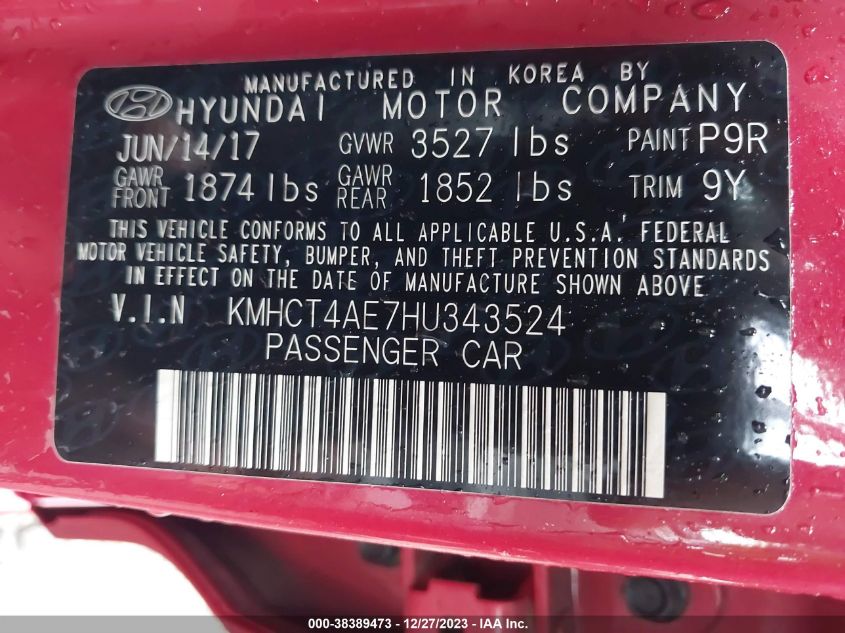 MANUFACTURED IN KOREA BY
HYUNDAI MOTOR COMPANY
JUN/14/17 GVWR 3527 lbs PAINT P9R
GAWR FRONT 1874 lbs GAWR REAR 1852 lbs TRIM 9Y
THIS VEHICLE CONFORMS TO ALL APPLICABLE U.S.A. FEDERAL
MOTOR VEHICLE SAFETY, BUMPER, AND THEFT PREVENTION STANDARDS
IN EFFECT ON THE DATE OF MANUFACTURE SHOWN ABOVE
V.I.N KMHCT4AE7HU343524
PASSENGER CAR
000-38389473 - 12/27/2023 - IAA Inc.